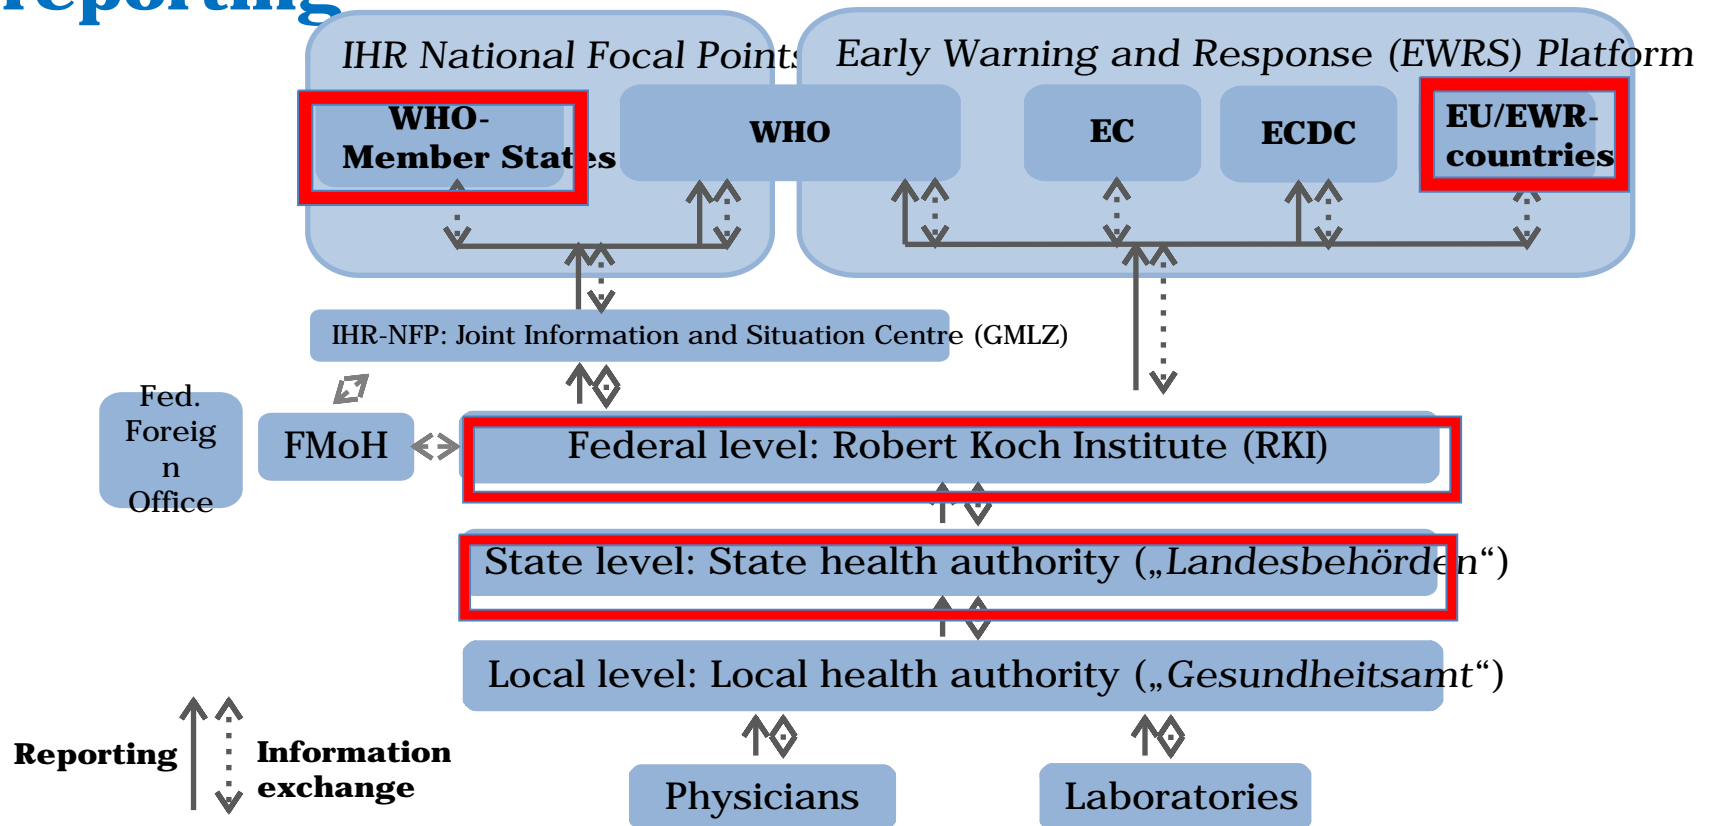 reporting
IHR National Focal Points
Early Warning and Response (EWRS) Platform
WHO-
Member States
WHO
EC
ECDC
EU/EWR-
countries
IHR-NFP: Joint Information and Situation Centre (GMLZ)
Fed.
Foreig
n
Office
FMoH
Federal level: Robert Koch Institute (RKI)
State level: State health authority („Landesbehörden“)
Local level: Local health authority („Gesundheitsamt“)
Reporting
Information
exchange
Physicians
Laboratories